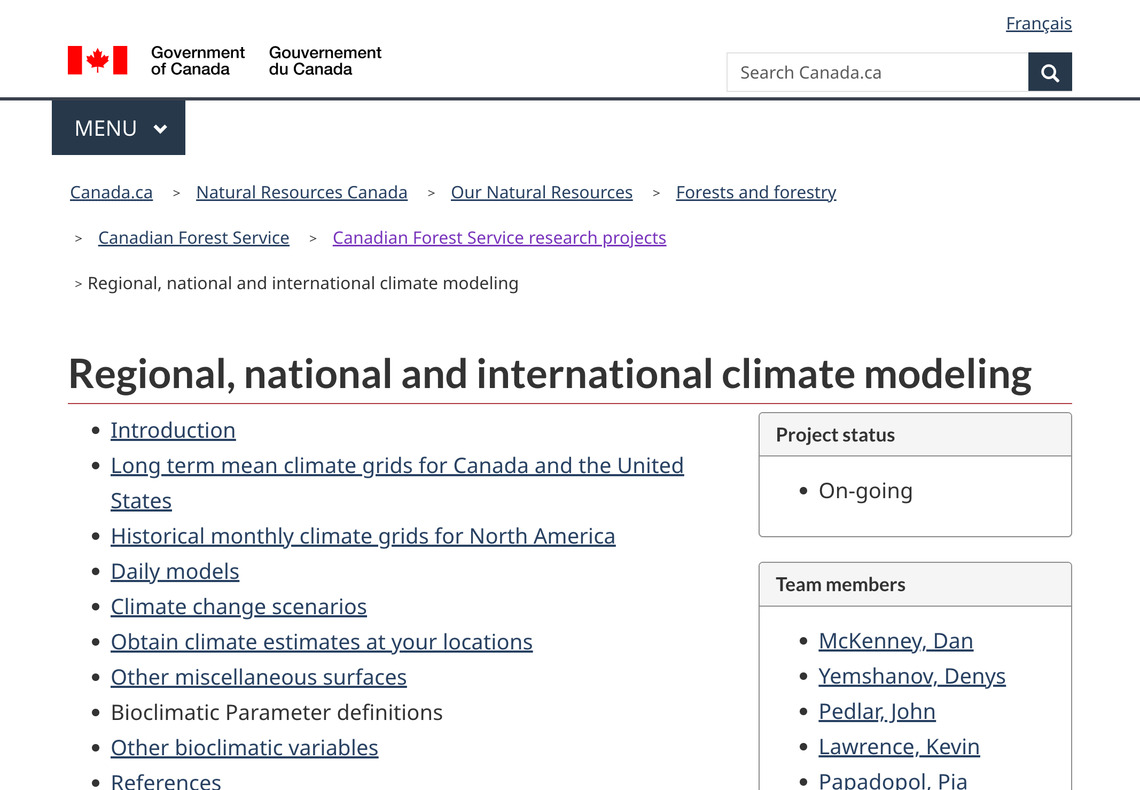 Français
Government of Canada
Gouvernement du Canada
Search Canada.ca
MENU
Canada.ca > Natural Resources Canada > Our Natural Resources > Forests and forestry
> Canadian Forest Service > Canadian Forest Service research projects
> Regional, national and international climate modeling
Regional, national and international climate modeling
• Introduction
• Long term mean climate grids for Canada and the United
States
• Historical monthly climate grids for North America
• Daily models
• Climate change scenarios
• Obtain climate estimates at your locations
• Other miscellaneous surfaces
• Bioclimatic Parameter definitions
• Other bioclimatic variables
• References
Project status
• On-going
Team members
• McKenney, Dan
• Yemshanov, Denys
• Pedlar, John
• Lawrence, Kevin
• Papadopol, Pia